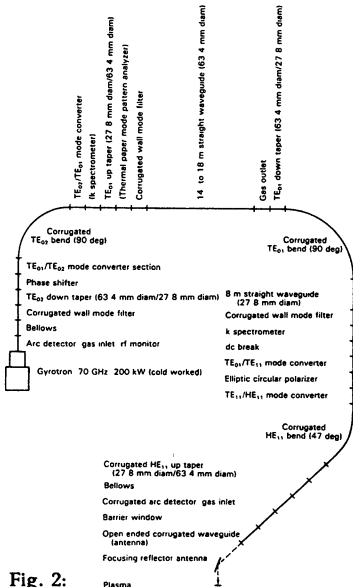 TE02/TE01 mode converter
(k spectrometer)
TE01 up taper (27 8 mm diam/63 4 mm diam)
(Thermal paper mode pattern analyzer)
Corrugated wall mode filter
14 to 18 m straight waveguide (63 4 mm diam)
Gas outlet
TE01 down taper (63 4 mm diam/27 8 mm diam)
Corrugated
TE02 bend (90 deg)
Corrugated
TE01 bend (90 deg)
TE01/TE02 mode converter section
Phase shifter
TE02 down taper (63 4 mm diam/27 8 mm diam)
Corrugated wall mode filter
Bellows
Arc detector gas inlet rf monitor
Gyrotron 70 GHz 200 kW (cold worked)
8 m straight waveguide
(27 8 mm diam)
Corrugated wall mode filter
k spectrometer
dc break
TE01/TE11 mode converter
Elliptic circular polarizer
TE11/HE11 mode converter
Corrugated
HE11 bend (47 deg)
Corrugated HE11 up taper
(27 8 mm diam/63 4 mm diam)
Bellows
Corrugated arc detector gas inlet
Barrier window
Open ended corrugated waveguide
(antenna)
Focusing reflector antenna
Plasma
Fig. 2: